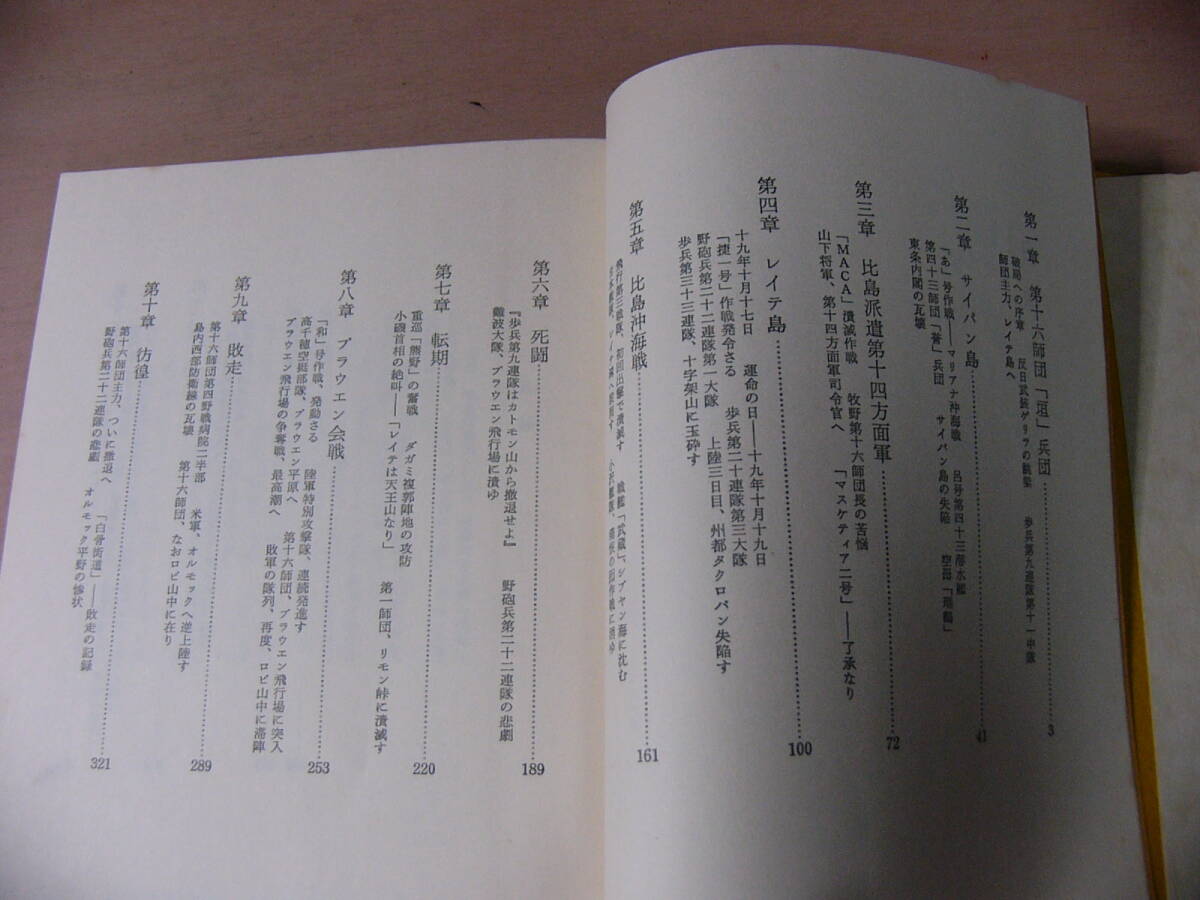 第一章 第十六師団「垣」兵団 3
破局への序章 反日武装ゲリラの銃撃 歩兵第九連隊第十一中隊
師団主力、レイテ島へ
第二章 サイパン島 41
「あ」号作戦――マリアナ沖海戦 呂号第四十三潜水艦
第四十三師団「誉」兵団 サイパン島の失陥 空母「瑞鶴」
東条内閣の瓦壊
第三章 比島派遣第十四方面軍 72
「MACA」潰滅作戦 牧野第十六師団長の苦悩
山下将軍、第十四方面軍司令官へ 「マスケティア二号」――了承なり
第四章 レイテ島 100
十九年十月十七日 運命の日――十九年十月十九日
「捷一号」作戦発令さる 歩兵第二十連隊第三大隊
野砲兵第二十二連隊第一大隊 上陸三日目、州都タクロバン失陥す
歩兵第三十三連隊、十字架山に玉砕す
第五章 比島沖海戦 161
飛行第三戦隊、初回出撃で潰滅す 戦艦「武蔵」シブヤン海に沈む
第六章 死闘 189
『歩兵第九連隊はカトモン山から撤退せよ』 野砲兵第二十二連隊の悲劇
難波大隊、ブラウエン飛行場に潰ゆ
第七章 転期 220
重巡「熊野」の奮戦 ダガミ複郭陣地の攻防
小磯首相の絶叫――「レイテは天王山なり」 第一師団、リモン峠に潰滅す
第八章 ブラウエン会戦 253
「和」号作戦、発動さる 陸軍特別攻撃隊、連続発進す
高千穂空挺部隊、ブラウエン平原へ 第十六師団、ブラウエン飛行場に突入
ブラウエン飛行場の争奪戦、最高潮へ 敗軍の隊列、再度、ロビ山中に滞陣
第九章 敗走 289
第十六師団第四野戦病院二半部 米軍、オルモックへ逆上陸す
島内西部防衛線の瓦壊 第十六師団、なおロビ山中に在り
第十章 彷徨 321
第十六師団主力、ついに撤退へ 「白骨街道」――敗走の記録
野砲兵第二十二連隊の悲劇 オルモック平野の惨状